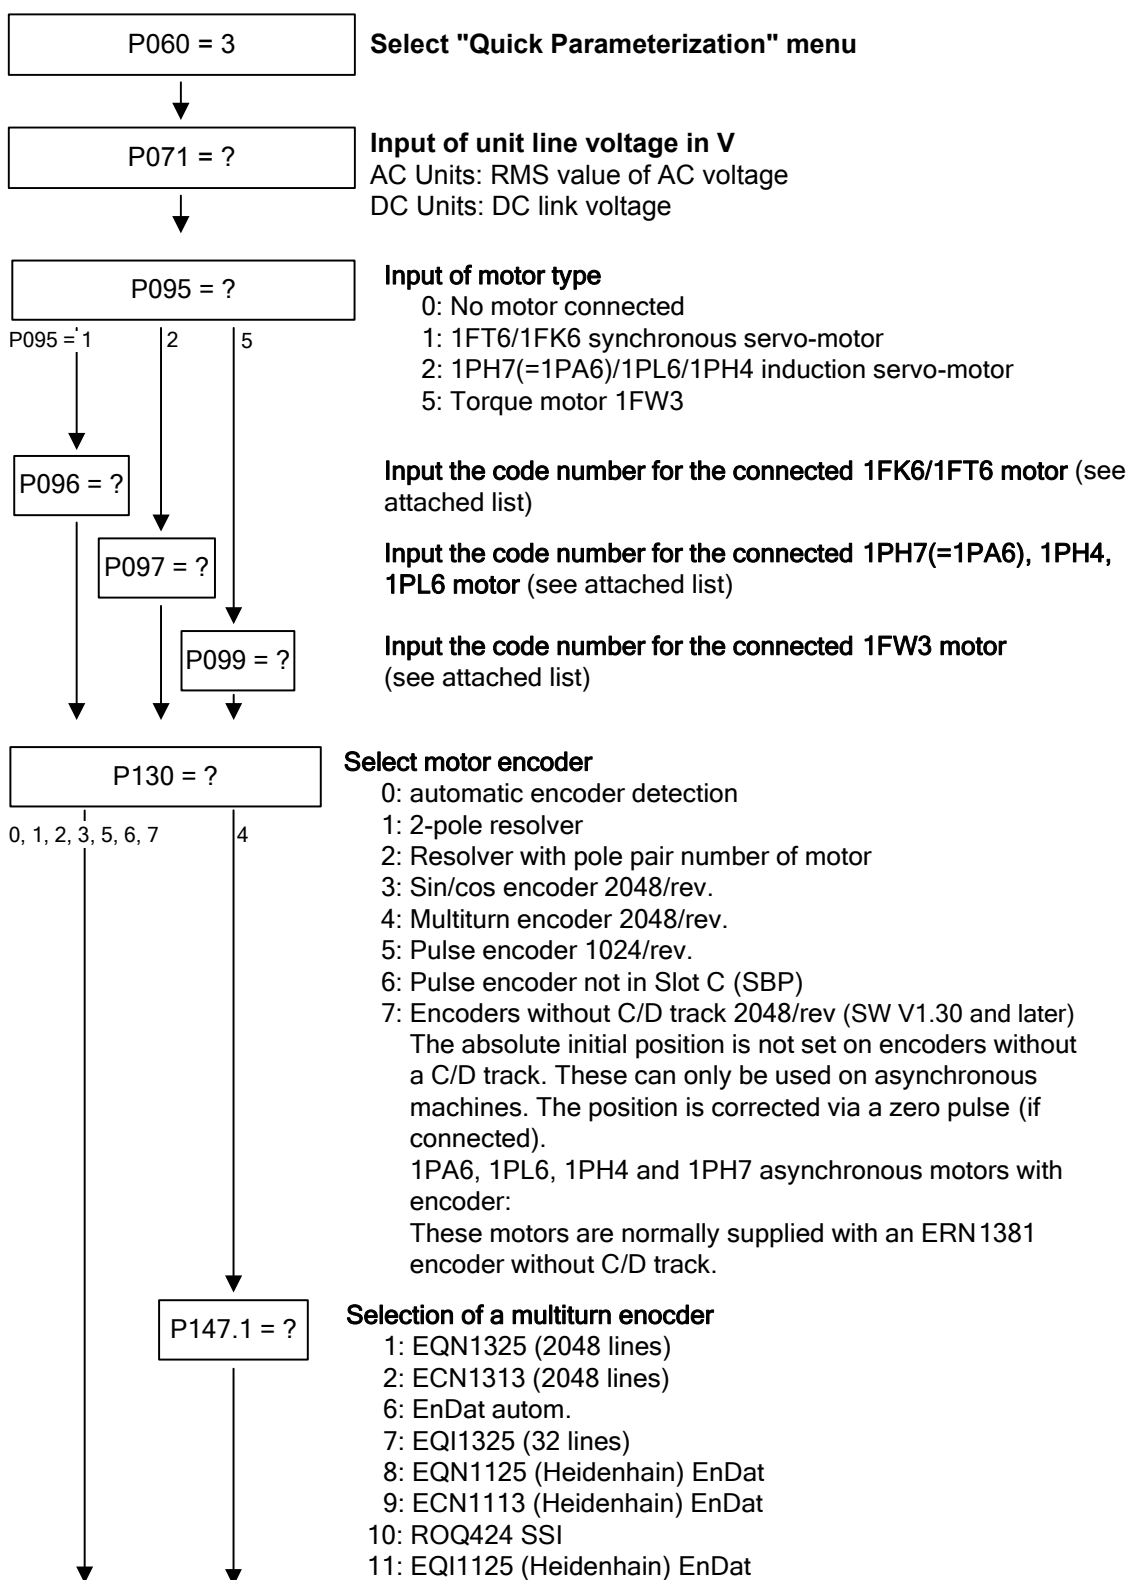 P060 = 3
Select "Quick Parameterization" menu
P071 = ?
Input of unit line voltage in V
AC Units: RMS value of AC voltage
DC Units: DC link voltage
P095 = ?
Input of motor type
0: No motor connected
1: 1FT6/1FK6 synchronous servo-motor
2: 1PH7(=1PA6)/1PL6/1PH4 induction servo-motor
5: Torque motor 1FW3
P095 = 1
2
5
P096 = ?
Input the code number for the connected 1FK6/1FT6 motor (see
attached list)
P097 = ?
Input the code number for the connected 1PH7(=1PA6), 1PH4,
1PL6 motor (see attached list)
P099 = ?
Input the code number for the connected 1FW3 motor
(see attached list)
P130 = ?
Select motor encoder
0: automatic encoder detection
1: 2-pole resolver
2: Resolver with pole pair number of motor
3: Sin/cos encoder 2048/rev.
4: Multiturn encoder 2048/rev.
5: Pulse encoder 1024/rev.
6: Pulse encoder not in Slot C (SBP)
7: Encoders without C/D track 2048/rev (SW V1.30 and later)
The absolute initial position is not set on encoders without
a C/D track. These can only be used on asynchronous
machines. The position is corrected via a zero pulse (if
connected).
1PA6, 1PL6, 1PH4 and 1PH7 asynchronous motors with
encoder:
These motors are normally supplied with an ERN1381
encoder without C/D track.
0, 1, 2, 3, 5, 6, 7
4
P147.1 = ?
Selection of a multiturn enocder
1: EQN1325 (2048 lines)
2: ECN1313 (2048 lines)
6: EnDat autom.
7: EQI1325 (32 lines)
8: EQN1125 (Heidenhain) EnDat
9: ECN1113 (Heidenhain) EnDat
10: ROQ424 SSI
11: EQI1125 (Heidenhain) EnDat